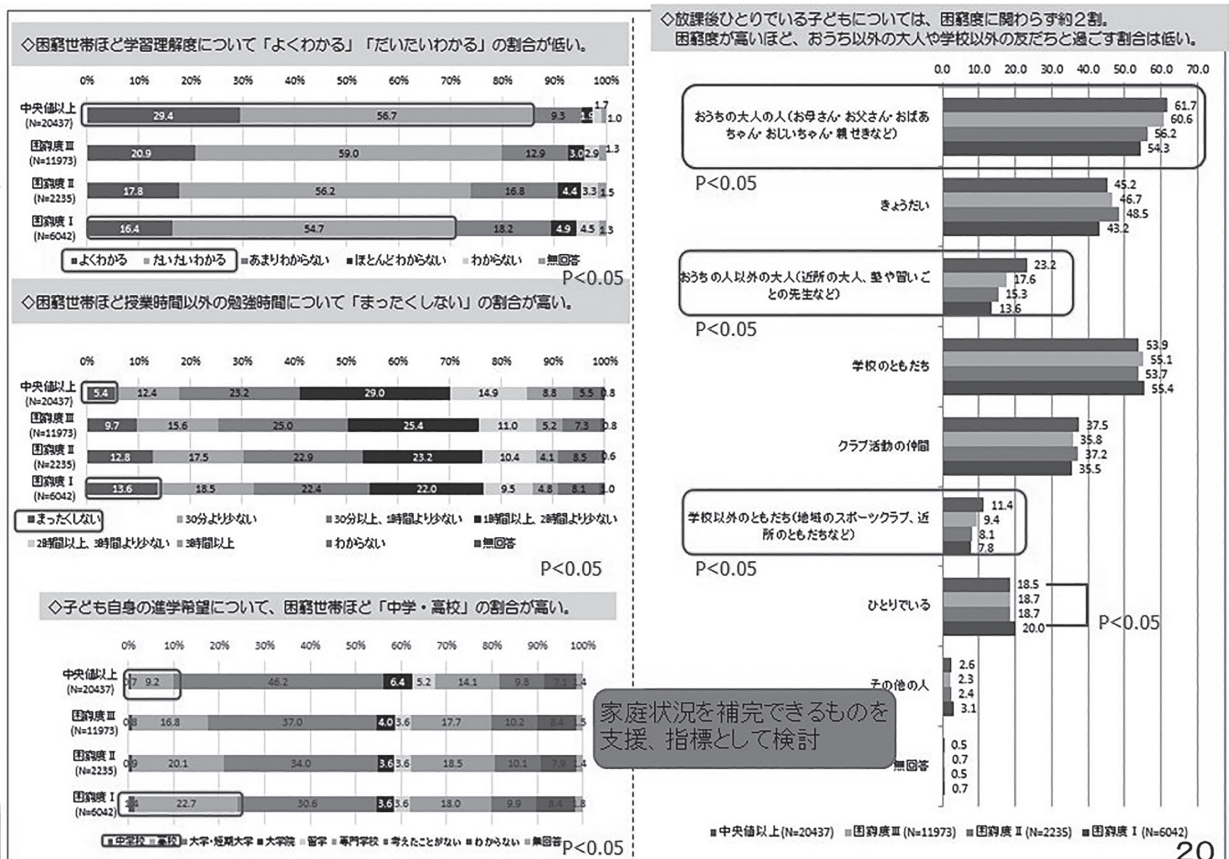 ◇困窮世帯ほど学習理解度について「よくわかる」「だいたいわかる」の割合が低い。
0% 10% 20% 30% 40% 50% 60% 70% 80% 90% 100%
中央値以上 (N=20437) 29.4 56.7 9.3 1.9 1.7 1.0
困窮度Ⅲ (N=11973) 20.9 59.0 12.9 3.0 2.9 1.3
困窮度Ⅱ (N=2235) 17.8 56.2 16.8 4.4 3.3 1.5
困窮度Ⅰ (N=6042) 16.4 54.7 18.2 4.9 4.5 1.3
■よくわかる ■だいたいわかる ■あまりわからない ■ほとんどわからない ■わからない ■無回答
P<0.05
◇困窮世帯ほど授業時間以外の勉強時間について「まったくしない」の割合が高い。
0% 10% 20% 30% 40% 50% 60% 70% 80% 90% 100%
中央値以上 (N=20437) 5.4 12.4 23.2 29.0 14.9 8.8 5.5 0.8
困窮度Ⅲ (N=11973) 9.7 15.6 25.0 25.4 11.0 5.2 7.3 0.8
困窮度Ⅱ (N=2235) 12.8 17.5 22.9 23.2 10.4 4.1 8.5 0.6
困窮度Ⅰ (N=6042) 13.6 18.5 22.4 22.0 9.5 4.8 8.1 1.0
■まったくしない ■30分より少ない ■30分以上、1時間より少ない ■1時間以上、2時間より少ない
■2時間以上、3時間より少ない ■3時間以上 ■わからない ■無回答
P<0.05
◇子ども自身の進学希望について、困窮世帯ほど「中学・高校」の割合が高い。
0% 10% 20% 30% 40% 50% 60% 70% 80% 90% 100%
中央値以上 (N=20437) 0.7 9.2 46.2 6.4 5.2 14.1 9.8 7.1 1.4
困窮度Ⅲ (N=11973) 0.8 16.8 37.0 4.0 3.6 17.7 10.2 8.4 1.5
困窮度Ⅱ (N=2235) 0.9 20.1 34.0 3.6 3.6 18.5 10.1 7.9 1.4
困窮度Ⅰ (N=6042) 1.4 22.7 30.6 3.6 3.6 18.0 9.9 8.4 1.8
■中学校 ■高校 ■大学・短期大学 ■大学院 ■留学 ■専門学校 ■考えたことがない ■わからない ■無回答
P<0.05
◇放課後ひとりでいる子どもについては、困窮度に関わらず約2割。
困窮度が高いほど、おうち以外の大人や学校以外の友だちと過ごす割合は低い。
0.0 10.0 20.0 30.0 40.0 50.0 60.0 70.0
おうちの大人の人(お母さん・お父さん・おばあ
ちゃん・おじいちゃん・親せきなど)
61.7
60.6
56.2
54.3
P<0.05
きょうだい
45.2
46.7
48.5
43.2
おうちの人以外の大人(近所の大人、塾や習いご
との先生など)
23.2
17.6
15.3
13.6
P<0.05
学校のともだち
53.9
55.1
53.7
55.4
クラブ活動の仲間
37.5
35.8
37.2
35.5
学校以外のともだち(地域のスポーツクラブ、近
所のともだちなど)
11.4
9.4
8.1
7.8
P<0.05
ひとりでいる
18.5
18.7
18.7
20.0
P<0.05
その他の人
2.6
2.3
2.4
3.1
無回答
0.5
0.7
0.5
0.7
家庭状況を補完できるものを
支援、指標として検討
■中央値以上(N=20437) ■困窮度Ⅲ(N=11973) ■困窮度Ⅱ(N=2235) ■困窮度Ⅰ(N=6042)
20